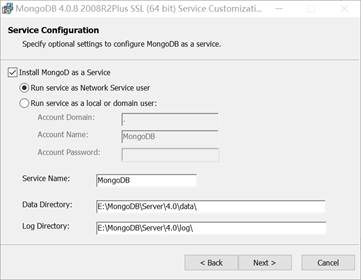 MongoDB 4.0.8 2008R2Plus SSL (64 bit) Service Customizati...
Service Configuration
Specify optional settings to configure MongoDB as a service.
Install MongoD as a Service
Run service as Network Service user
Run service as a local or domain user:
Account Domain: .
Account Name: MongoDB
Account Password:
Service Name: MongoDB
Data Directory: E:\MongoDB\Server\4.0\data\
Log Directory: E:\MongoDB\Server\4.0\log\
< Back Next > Cancel